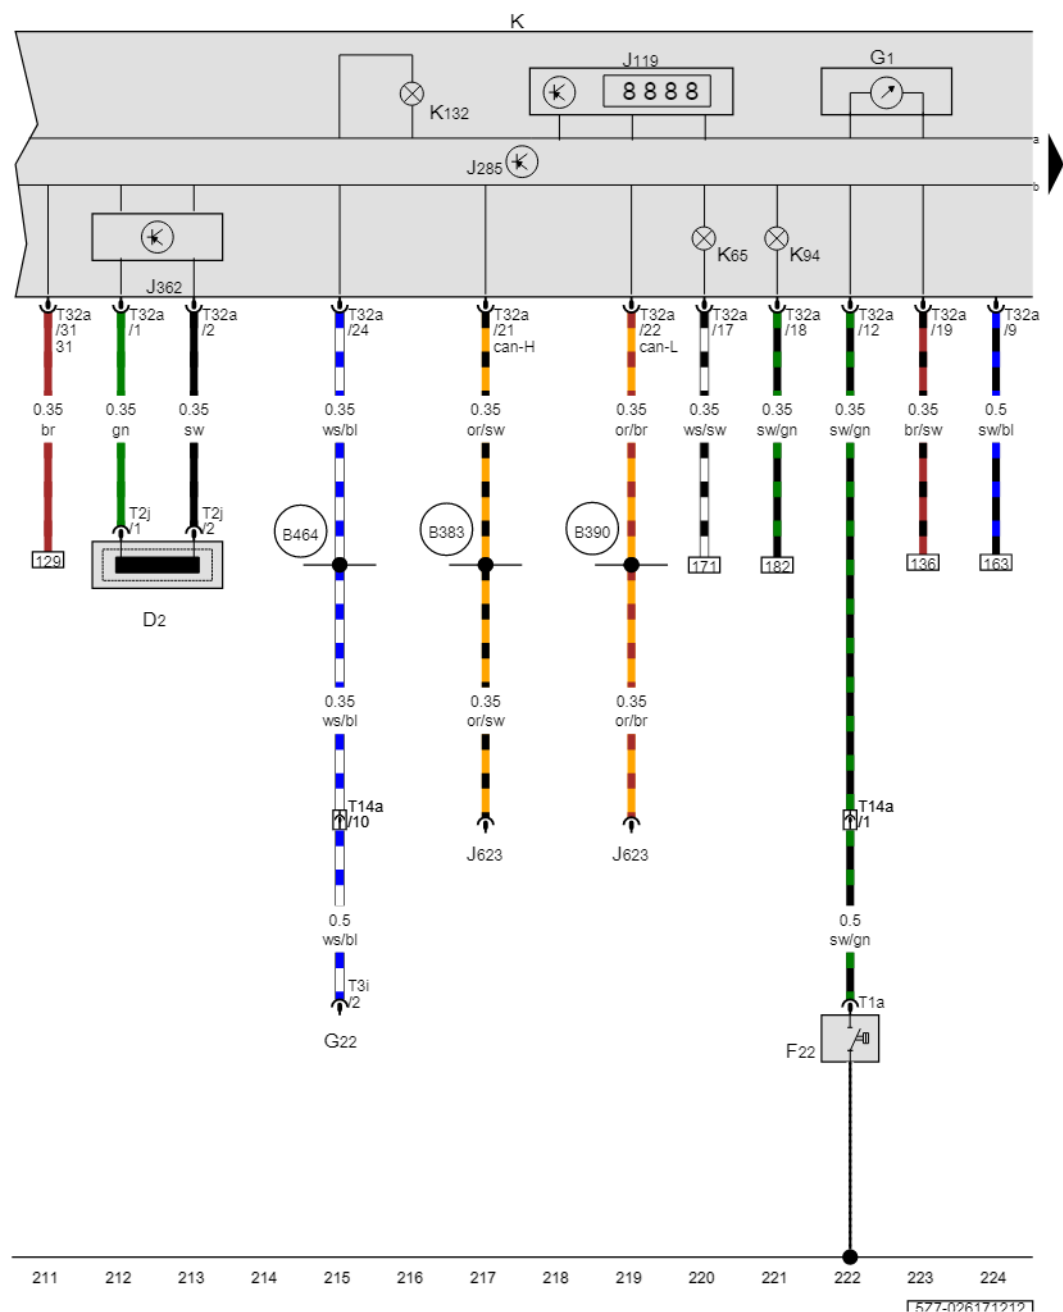 K
J119
G1
8888
K132
a
J285
b
K65
K94
J362
T32a
/31
31
T32a
/1
T32a
/2
T32a
/24
T32a
/21
can-H
T32a
/22
can-L
T32a
/17
T32a
/18
T32a
/12
T32a
/19
T32a
/9
0.35 0.35 0.35 0.35 0.35 0.35 0.35 0.35 0.35 0.35 0.5
br gn sw ws/bl or/sw or/br ws/sw sw/gn sw/gn br/sw sw/bl
T2j
/1
T2j
/2
B464
B383
B390
129
171
182
136
163
D2
0.35 0.35 0.35
ws/bl or/sw or/br
T14a
/10
T14a
/1
J623
J623
0.5 0.5
ws/bl sw/gn
T3i
/2
T1a
G22
F22
211 212 213 214 215 216 217 218 219 220 221 222 223 224
5Z7-026171212